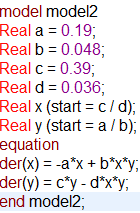 model model2
Real a = 0.19;
Real b = 0.048;
Real c = 0.39;
Real d = 0.036;
Real x (start = c / d);
Real y (start = a / b);
equation
der(x) = -a*x + b*x*y;
der(y) = c*y - d*x*y;
end model2;